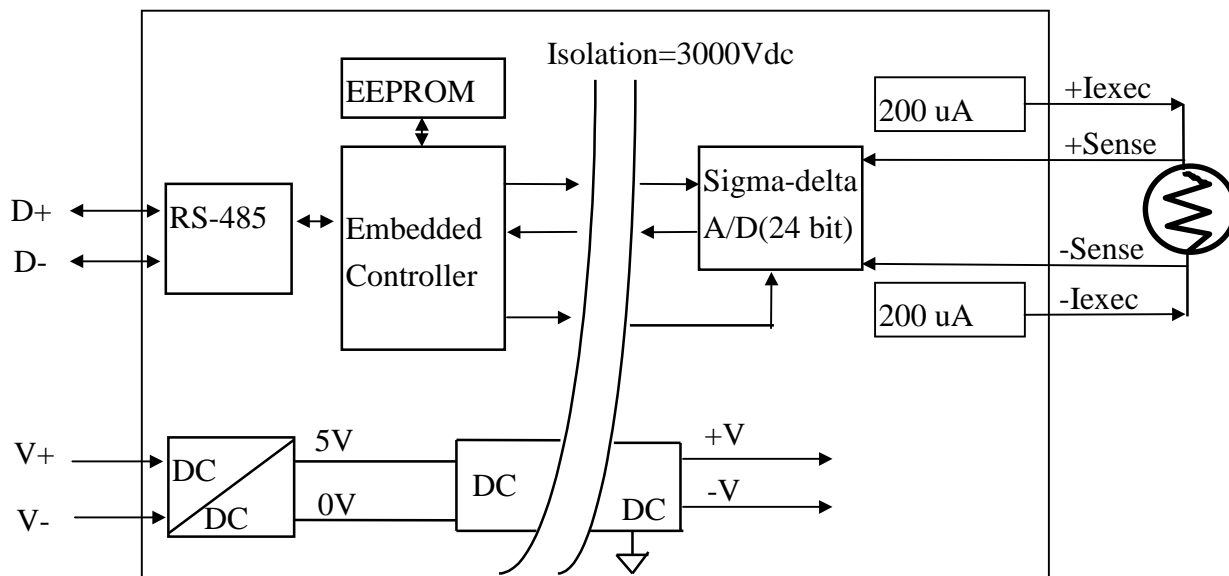 Isolation=3000Vdc
EEPROM
200 uA
+Iexec
+Sense
Sigma-delta
A/D(24 bit)
D+
D-
RS-485
Embedded
Controller
-Sense
-Iexec
200 uA
V+
V-
DC
DC
5V
0V
DC
DC
+V
-V